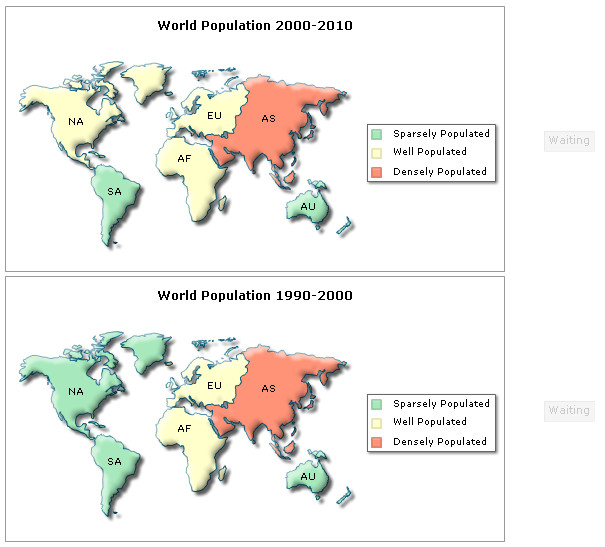 World Population 2000-2010
NA
EU
AS
AF
SA
AU
Sparsely Populated
Well Populated
Densely Populated
Waiting
World Population 1990-2000
NA
EU
AS
AF
SA
AU
Sparsely Populated
Well Populated
Densely Populated
Waiting